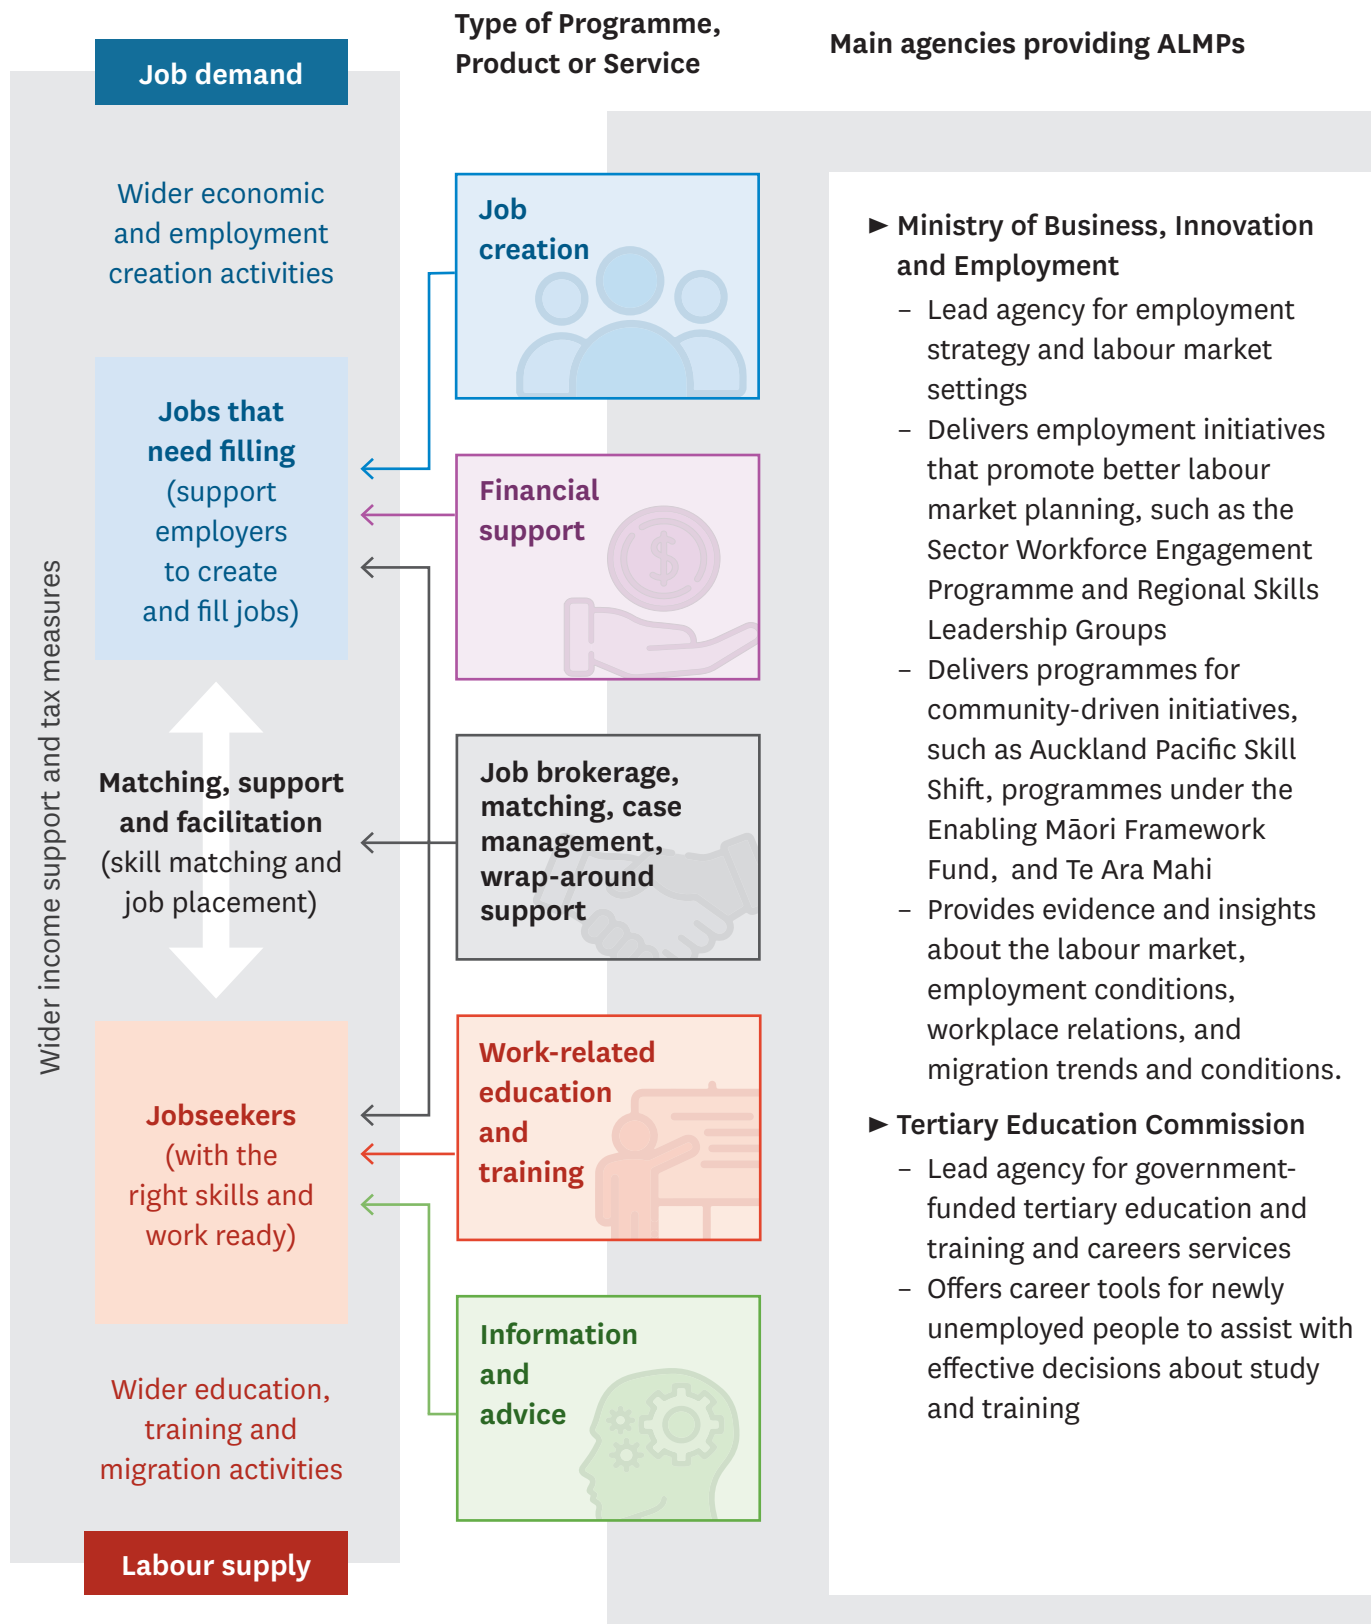 Type of Programme,
Product or Service
Main agencies providing ALMPs
Job demand
Wider economic
and employment
creation activities
Jobs that
need filling
(support
employers
to create
and fill jobs)
Wider income support and tax measures
Matching, support
and facilitation
(skill matching and
job placement)
Jobseekers
(with the
right skills and
work ready)
Wider education,
training and
migration activities
Labour supply
Job
creation
Financial
support
$
Job brokerage,
matching, case
management,
wrap-around
support
Work-related
education
and
training
Information
and
advice
► Ministry of Business, Innovation
and Employment
– Lead agency for employment
strategy and labour market
settings
– Delivers employment initiatives
that promote better labour
market planning, such as the
Sector Workforce Engagement
Programme and Regional Skills
Leadership Groups
– Delivers programmes for
community-driven initiatives,
such as Auckland Pacific Skill
Shift, programmes under the
Enabling Māori Framework
Fund, and Te Ara Mahi
– Provides evidence and insights
about the labour market,
employment conditions,
workplace relations, and
migration trends and conditions.
► Tertiary Education Commission
– Lead agency for government-
funded tertiary education and
training and careers services
– Offers career tools for newly
unemployed people to assist with
effective decisions about study
and training